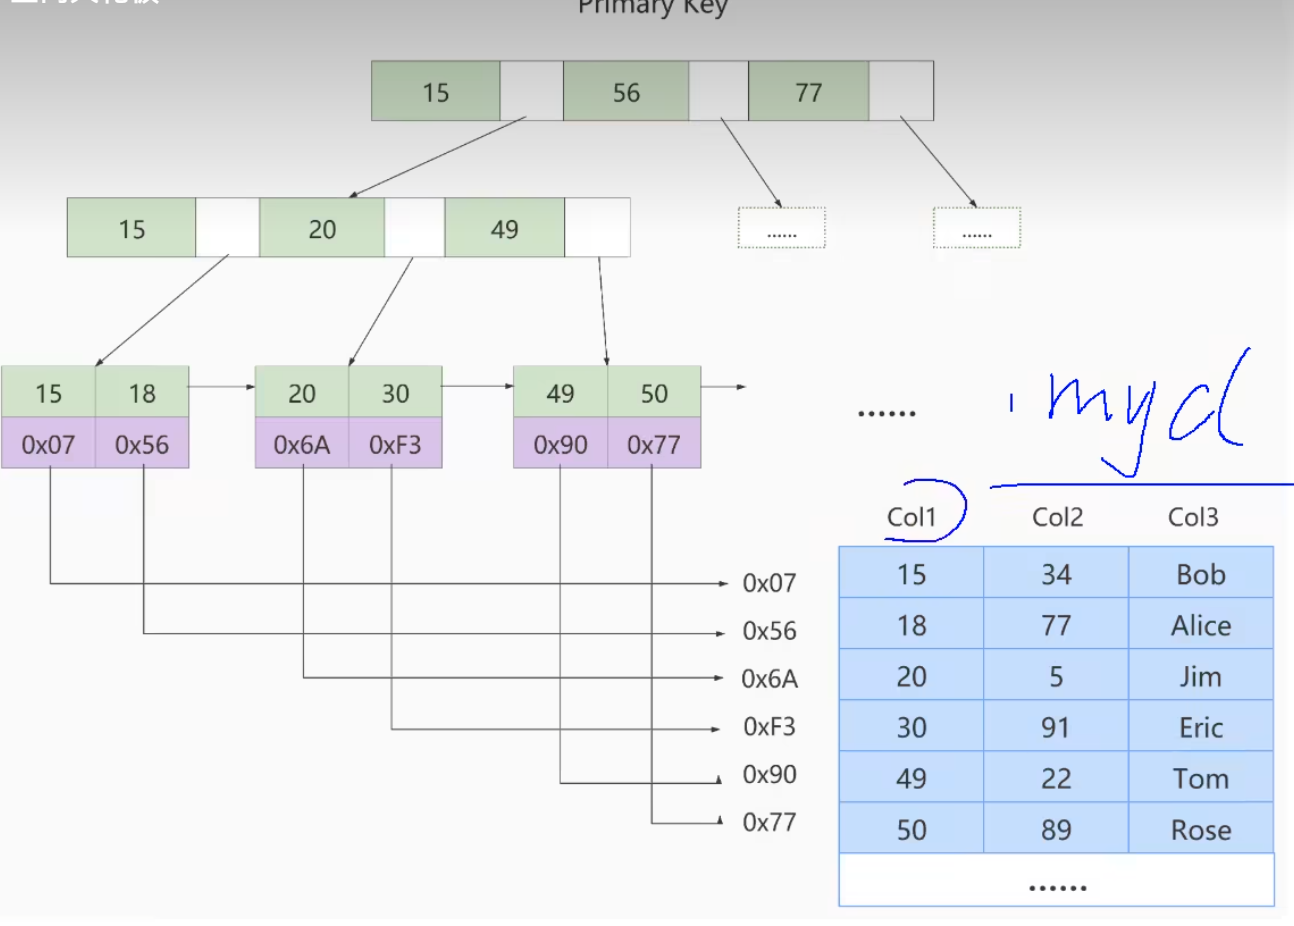 Primary Key
15 56 77
15 20 49
...... ......
15 18 20 30 49 50
0x07 0x56 0x6A 0xF3 0x90 0x77
......
.myd
Col1 Col2 Col3
0x07 15 34 Bob
0x56 18 77 Alice
0x6A 20 5 Jim
0xF3 30 91 Eric
0x90 49 22 Tom
0x77 50 89 Rose
......